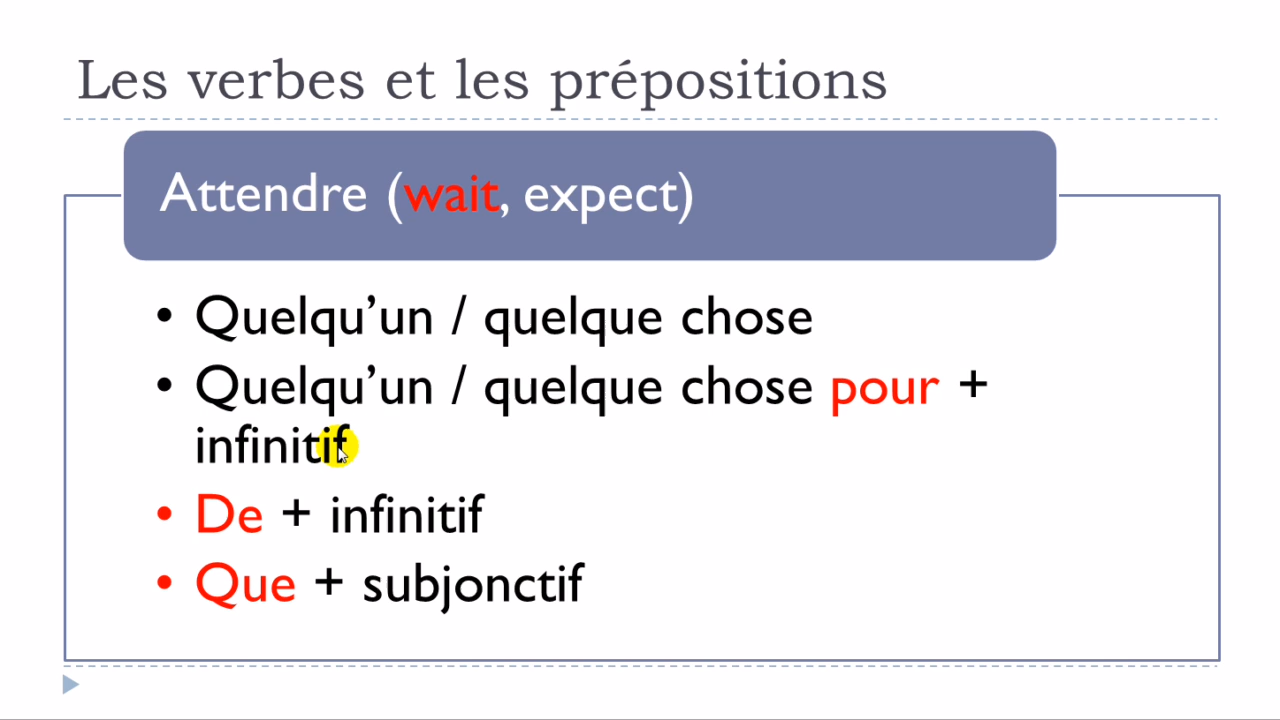 Les verbes et les prépositions
Attendre (wait, expect)
• Quelqu’un / quelque chose
• Quelqu’un / quelque chose pour +
infinitif
• De + infinitif
• Que + subjonctif